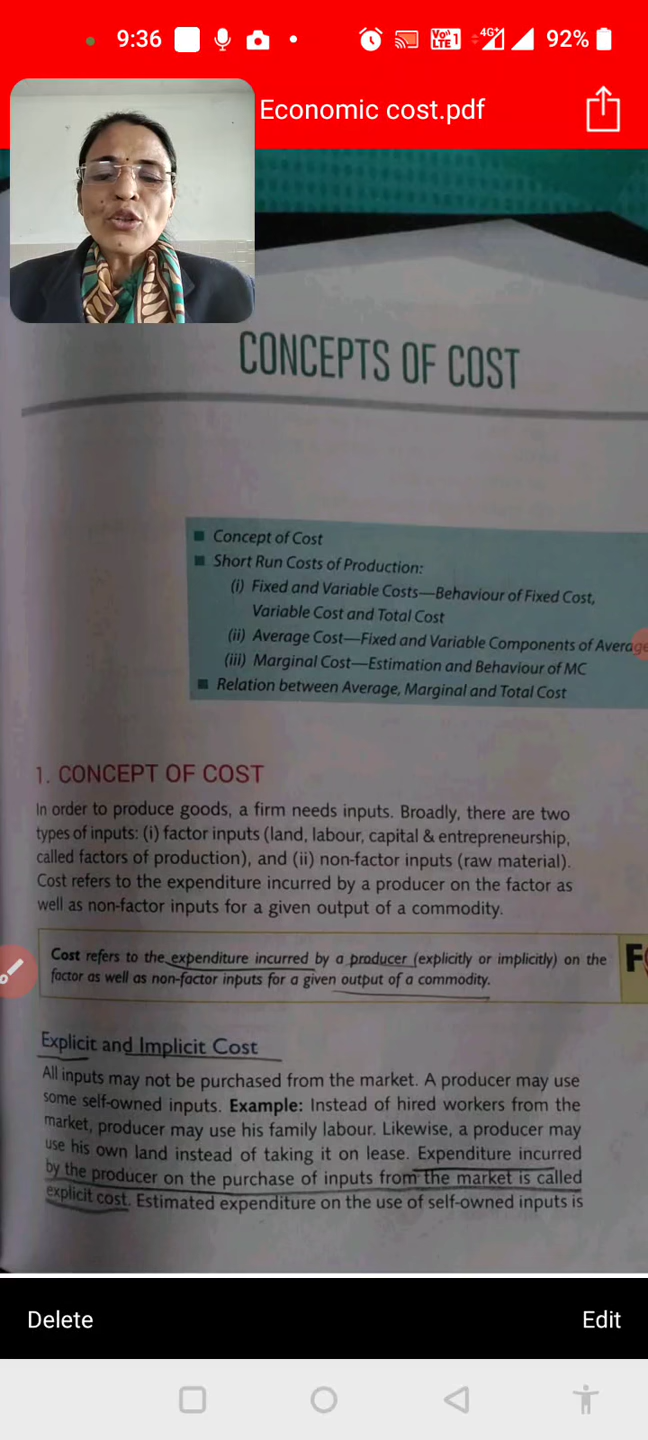 9:36
Vo))
LTE 1
4G+
92%
Economic cost.pdf
CONCEPTS OF COST
■ Concept of Cost
■ Short Run Costs of Production:
(i) Fixed and Variable Costs—Behaviour of Fixed Cost,
Variable Cost and Total Cost
(ii) Average Cost—Fixed and Variable Components of Average
(iii) Marginal Cost—Estimation and Behaviour of MC
■ Relation between Average, Marginal and Total Cost
1. CONCEPT OF COST
In order to produce goods, a firm needs inputs. Broadly, there are two
types of inputs: (i) factor inputs (land, labour, capital & entrepreneurship,
called factors of production), and (ii) non-factor inputs (raw material).
Cost refers to the expenditure incurred by a producer on the factor as
well as non-factor inputs for a given output of a commodity.
Cost refers to the expenditure incurred by a producer (explicitly or implicitly) on the
factor as well as non-factor inputs for a given output of a commodity.
Explicit and Implicit Cost
All inputs may not be purchased from the market. A producer may use
some self-owned inputs. Example: Instead of hired workers from the
market, producer may use his family labour. Likewise, a producer may
use his own land instead of taking it on lease. Expenditure incurred
by the producer on the purchase of inputs from the market is called
explicit cost. Estimated expenditure on the use of self-owned inputs is
Delete
Edit